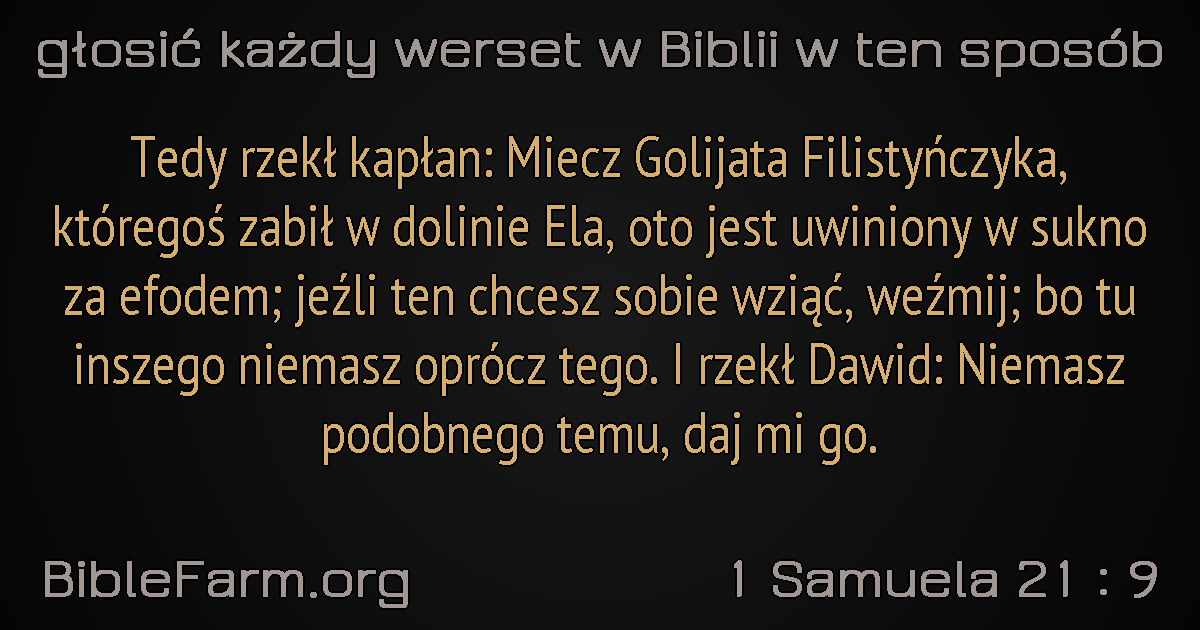 głosić każdy werset w Biblii w ten sposób
Tedy rzekł kapłan: Miecz Golijata Filistyńczyka,
któregoś zabił w dolinie Ela, oto jest uwiniony w sukno
za efodem; jeźli ten chcesz sobie wziąć, weźmij; bo tu
inszego niemasz oprócz tego. I rzekł Dawid: Niemasz
podobnego temu, daj mi go.
BibleFarm.org
1 Samuela 21 : 9